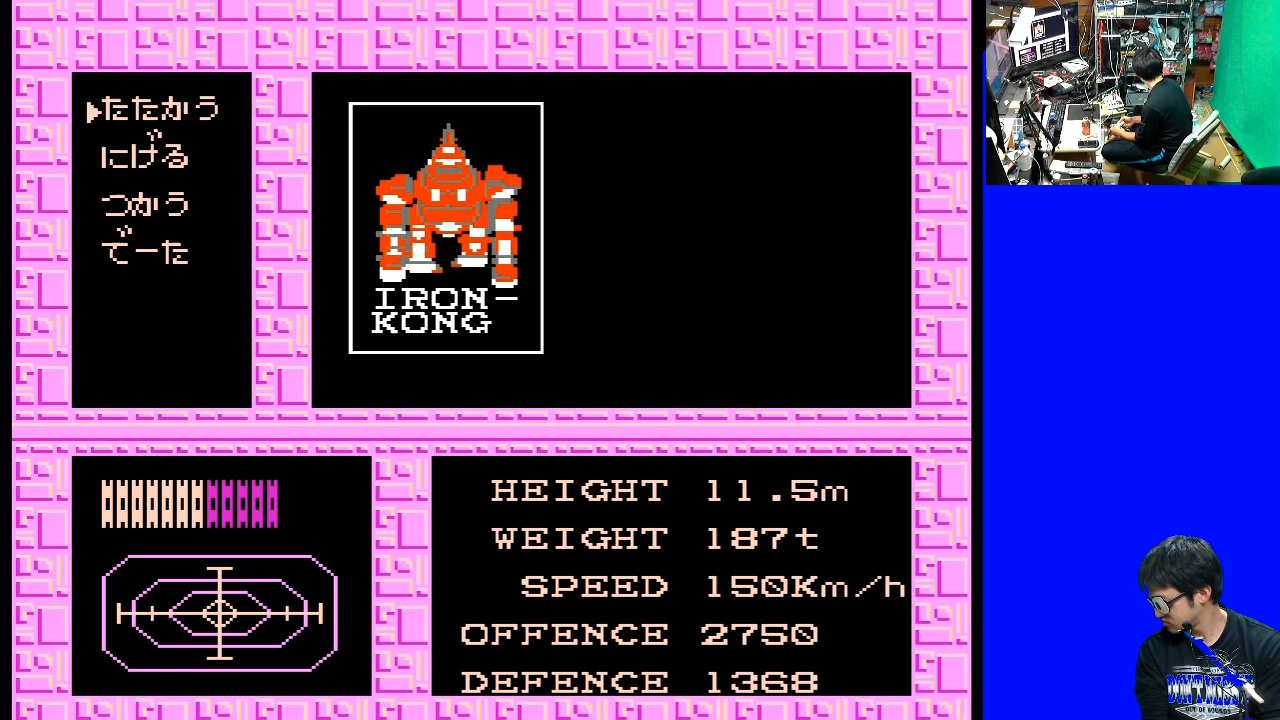 たたかう
にげる
つかう
でーた
IRON-
KONG
HEIGHT 11.5m
WEIGHT 187t
SPEED 150Km/h
OFFENCE 2750
DEFENCE 1368